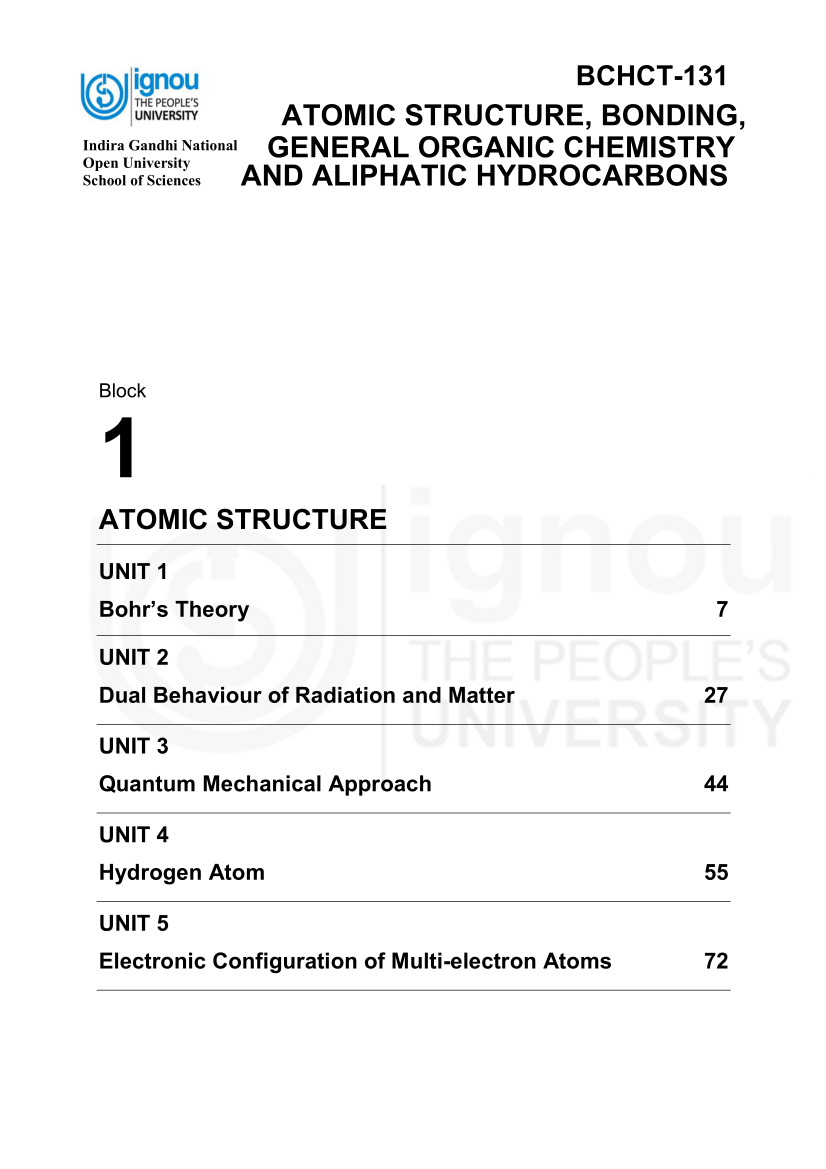 ignou
THE PEOPLE'S
UNIVERSITY
Indira Gandhi National
Open University
School of Sciences
BCHCT-131
ATOMIC STRUCTURE, BONDING,
GENERAL ORGANIC CHEMISTRY
AND ALIPHATIC HYDROCARBONS
Block
1
ATOMIC STRUCTURE
UNIT 1
Bohr’s Theory 7
UNIT 2
Dual Behaviour of Radiation and Matter 27
UNIT 3
Quantum Mechanical Approach 44
UNIT 4
Hydrogen Atom 55
UNIT 5
Electronic Configuration of Multi-electron Atoms 72
ignou
THE PEOPLE'S
UNIVERSITY